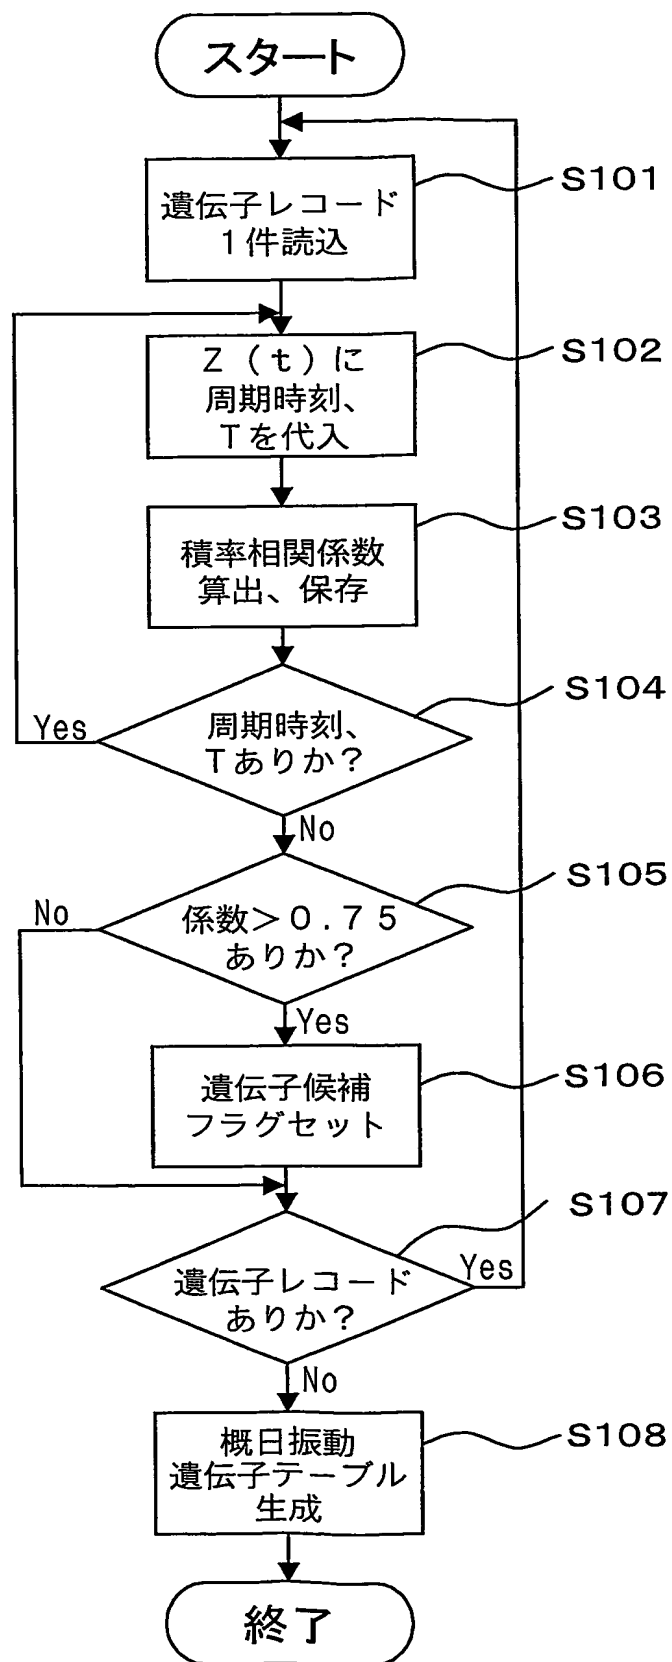 スタート
遺伝子レコード
1件読込
S101
Z(t)に
周期時刻、
Tを代入
S102
積率相関係数
算出、保存
S103
周期時刻、
Tありか?
S104
Yes
No
係数>0.75
ありか?
S105
No
Yes
遺伝子候補
フラグセット
S106
遺伝子レコード
ありか?
S107
Yes
No
概日振動
遺伝子テーブル
生成
S108
終了